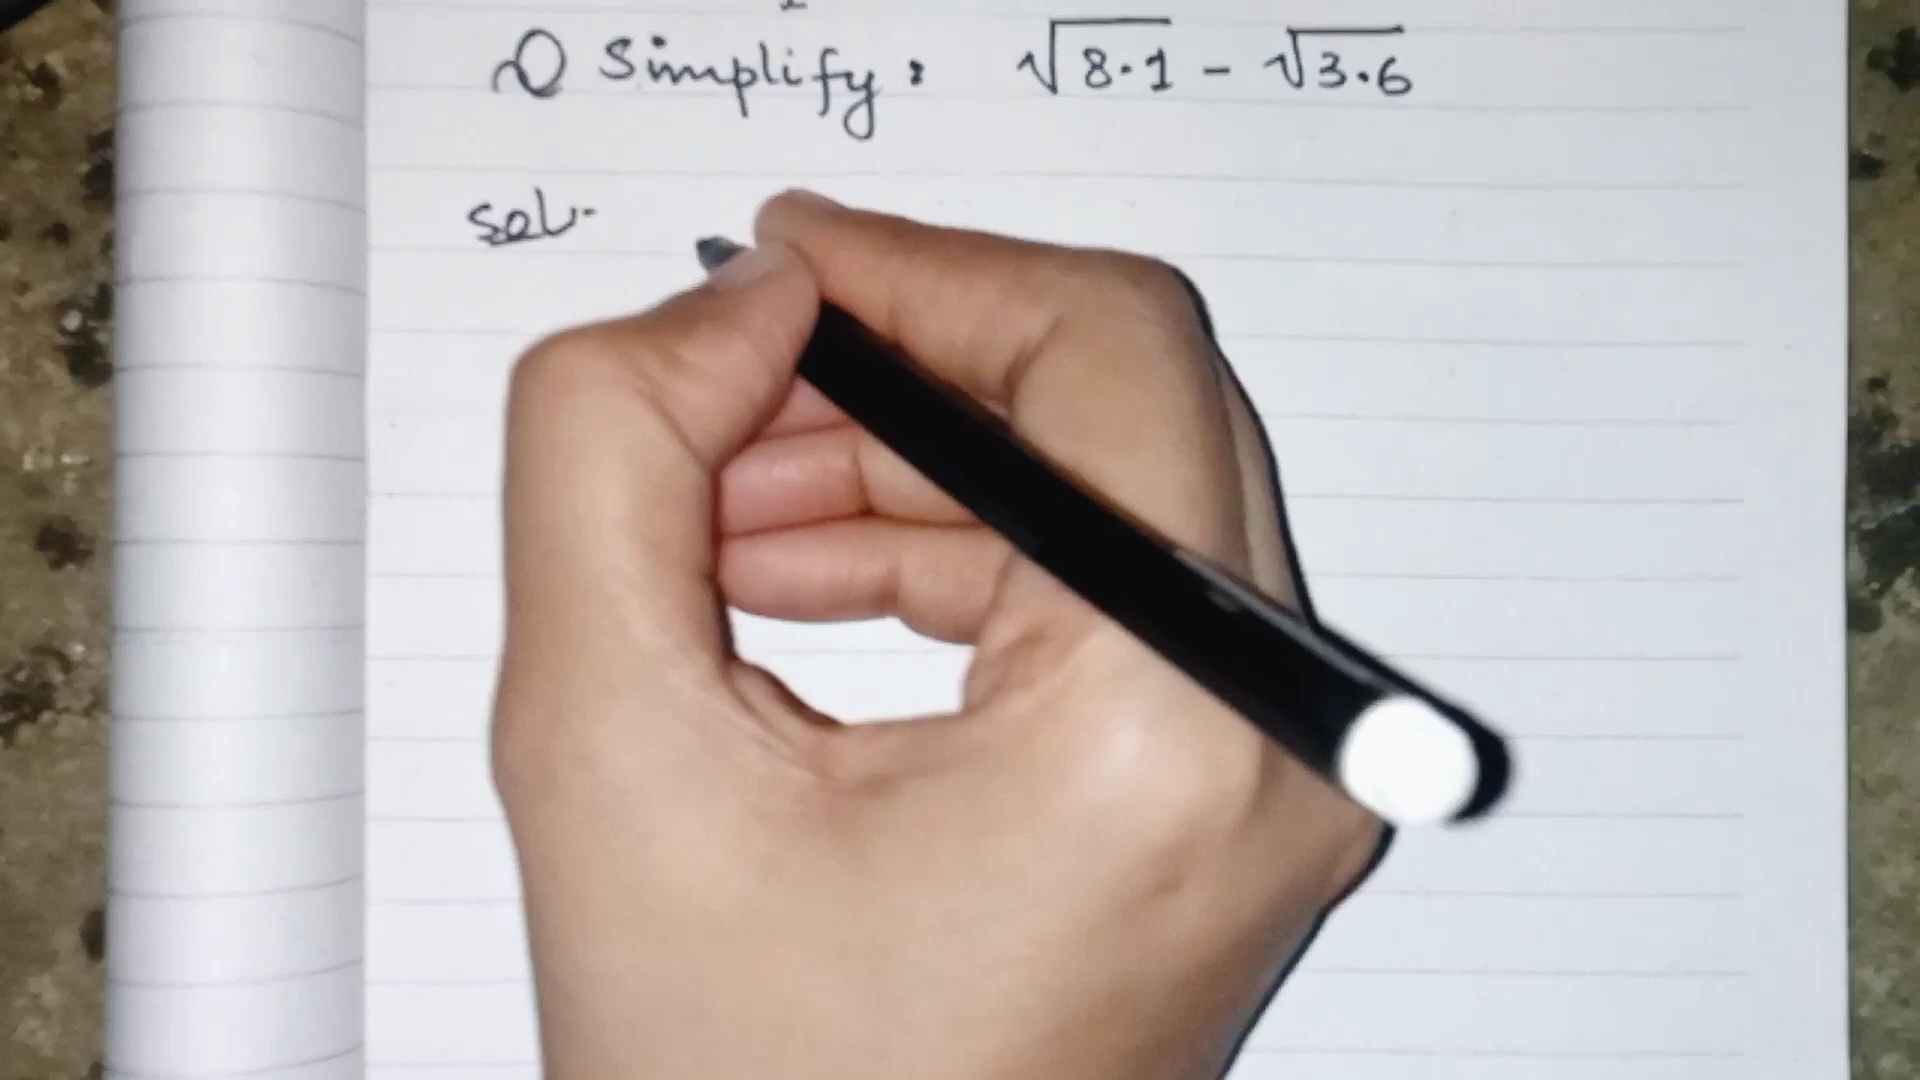 Q Simplify : √8.1 - √3.6
Sol.